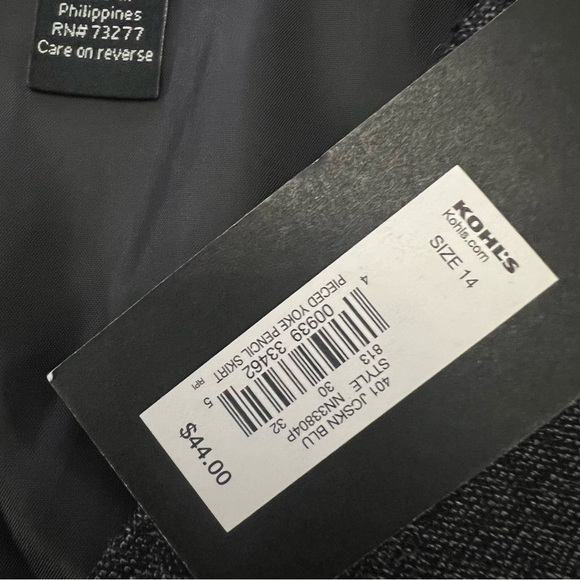 Philippines
RN# 73277
Care on reverse
KOHL'S
Kohls.com
SIZE 14
401 JCSKN BLU
STYLE NN33804P
813 30 32
4 00939 33462 5
RPI
PIECED YOKE PENCIL SKIRT
$44.00